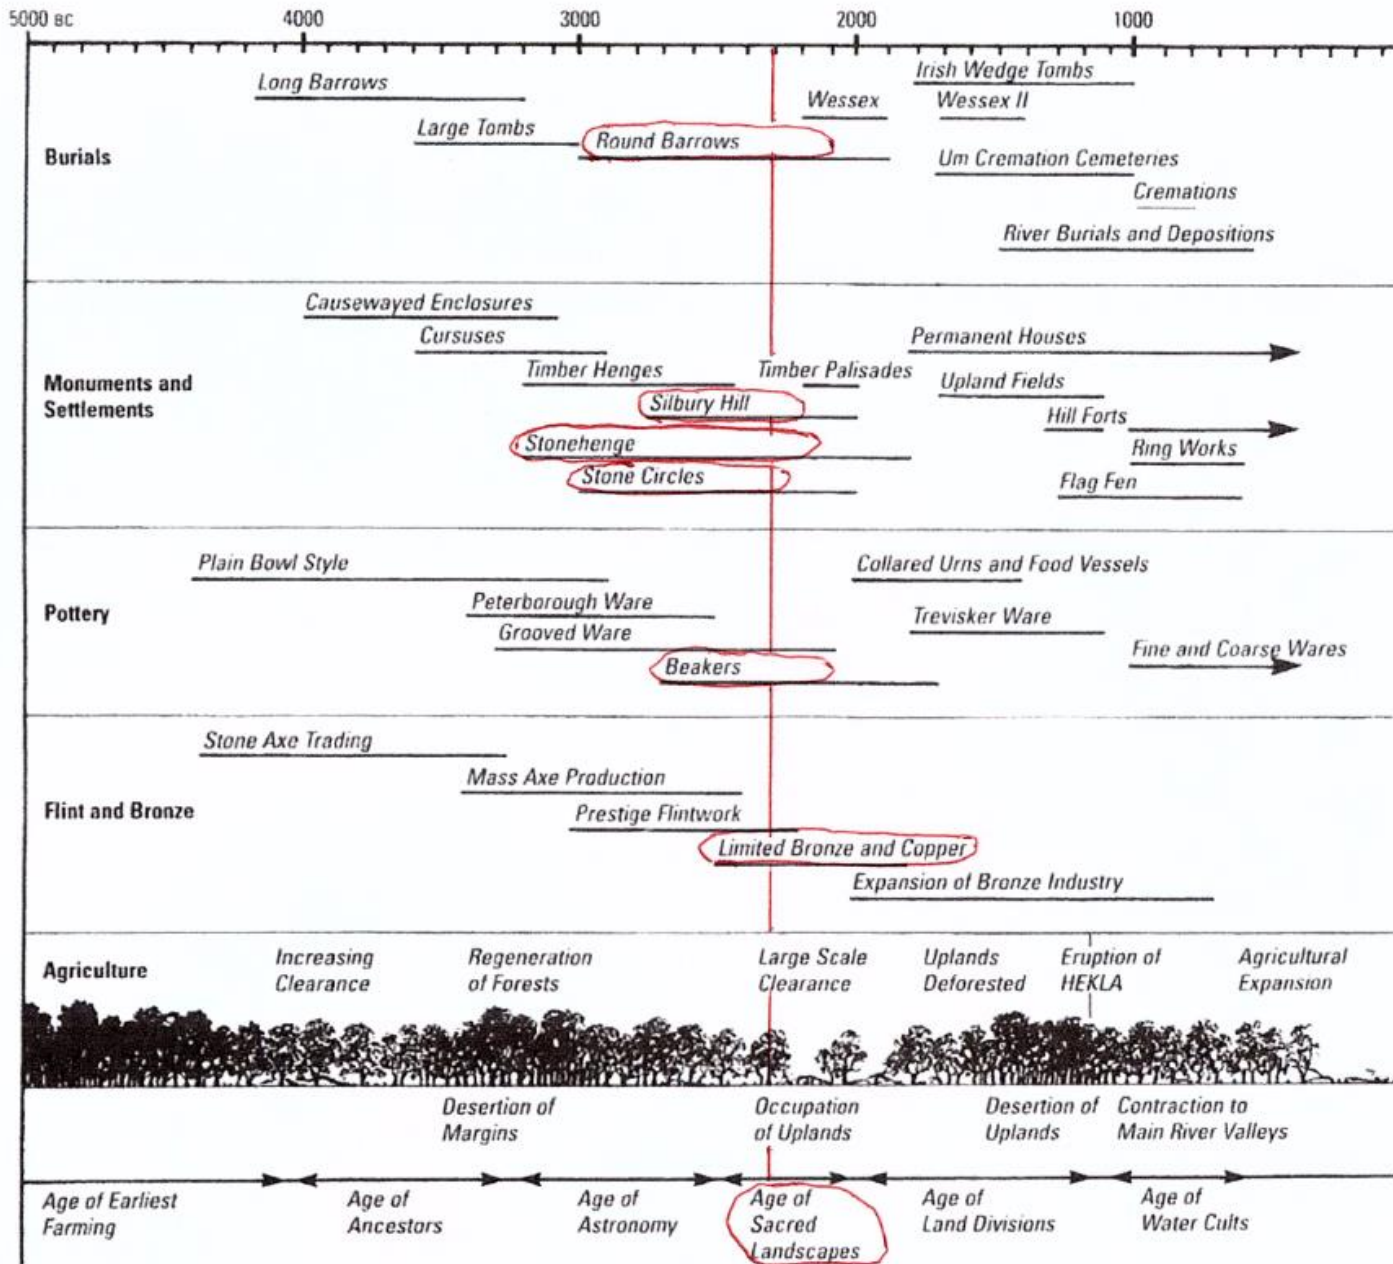 5000 BC 4000 3000 2000 1000
Burials
Long Barrows
Large Tombs
Round Barrows
Wessex
Irish Wedge Tombs
Wessex II
Um Cremation Cemeteries
Cremations
River Burials and Depositions
Monuments and
Settlements
Causewayed Enclosures
Cursuses
Timber Henges
Silbury Hill
Stonehenge
Stone Circles
Timber Palisades
Permanent Houses
Upland Fields
Hill Forts
Ring Works
Flag Fen
Pottery
Plain Bowl Style
Peterborough Ware
Grooved Ware
Beakers
Collared Urns and Food Vessels
Trevisker Ware
Fine and Coarse Wares
Flint and Bronze
Stone Axe Trading
Mass Axe Production
Prestige Flintwork
Limited Bronze and Copper
Expansion of Bronze Industry
Agriculture
Increasing
Clearance
Regeneration
of Forests
Large Scale
Clearance
Uplands
Deforested
Eruption of
HEKLA
Agricultural
Expansion
Desertion of
Margins
Occupation
of Uplands
Desertion of
Uplands
Contraction to
Main River Valleys
Age of Earliest
Farming
Age of
Ancestors
Age of
Astronomy
Age of
Sacred
Landscapes
Age of
Land Divisions
Age of
Water Cults